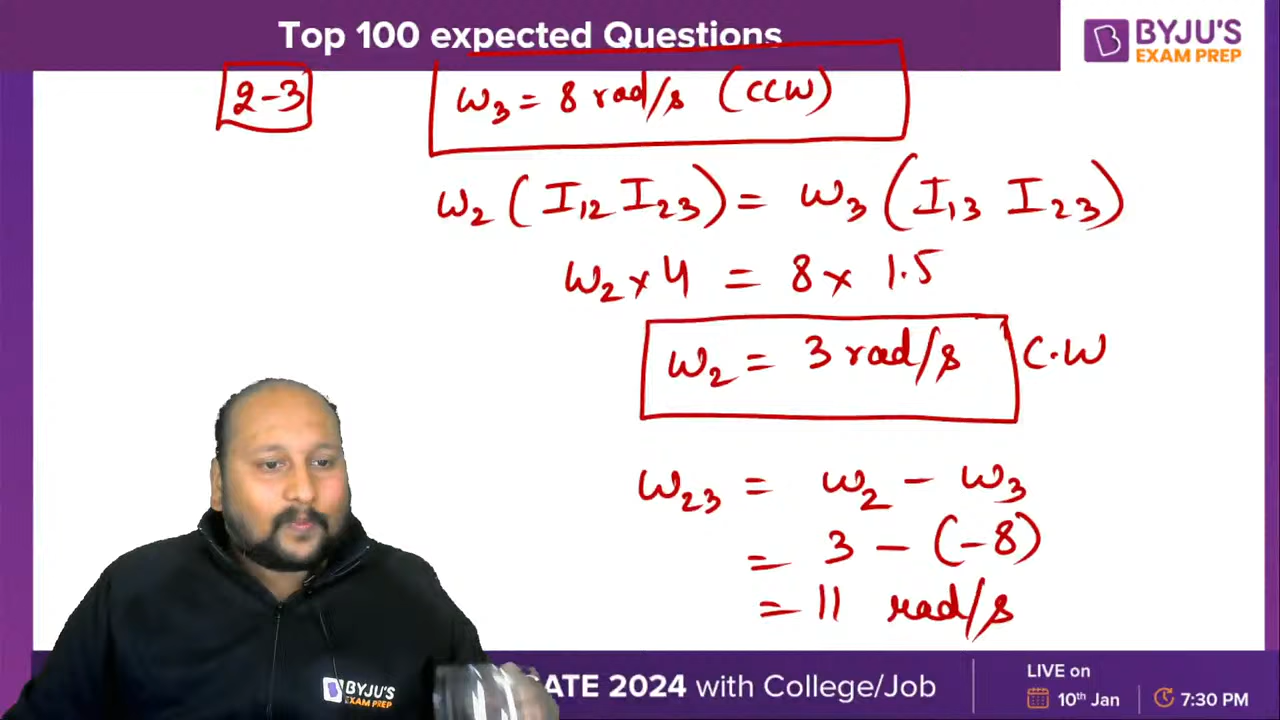 Top 100 expected Questions
BYJU'S
EXAM PREP
2-3
ω₃ = 8 rad/s (CCW)
ω₂ (I₁₂ I₂₃) = ω₃ (I₁₃ I₂₃)
ω₂ × 4 = 8 × 1.5
ω₂ = 3 rad/s C.W
ω₂₃ = ω₂ - ω₃
= 3 - (-8)
= 11 rad/s
BYJU'S
EXAM PREP
ATE 2024 with College/Job
LIVE on
10th Jan
7:30 PM